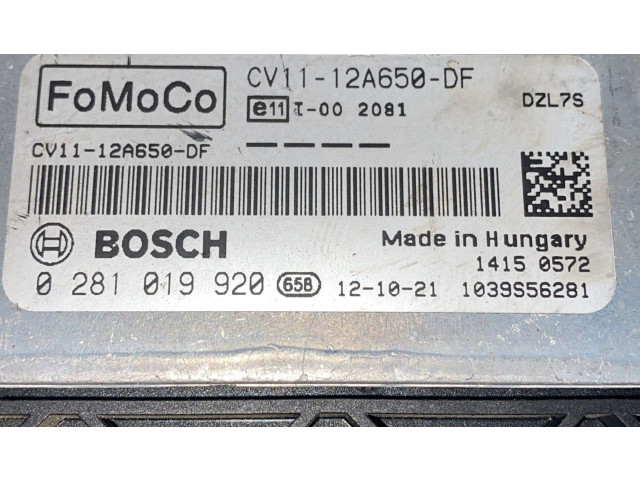 FoMoCo
CV11-12A650-DF
e11 I-00 2081
DZL7S
CV11-12A650-DF
BOSCH
Made in Hungary
1415 0572
0 281 019 920 658 12-10-21 1039S56281